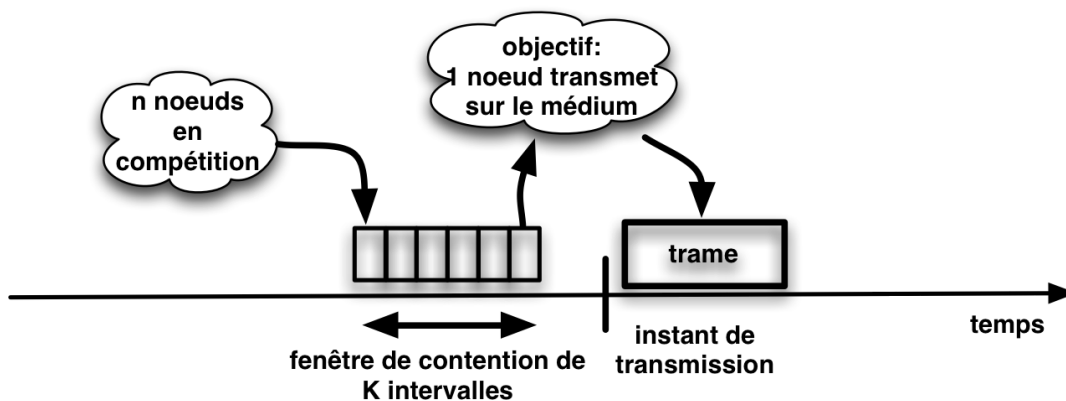 objectif:
1 noeud transmet
sur le médium
n noeuds
en
compétition
trame
temps
instant de
transmission
fenêtre de contention de
K intervalles